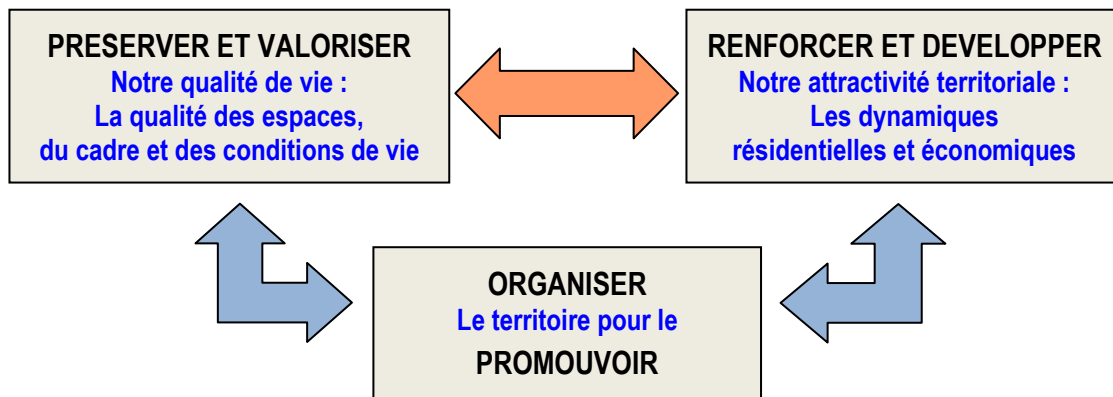 PRESERVER ET VALORISER
Notre qualité de vie :
La qualité des espaces,
du cadre et des conditions de vie
RENFORCER ET DEVELOPPER
Notre attractivité territoriale :
Les dynamiques
résidentielles et économiques
ORGANISER
Le territoire pour le
PROMOUVOIR